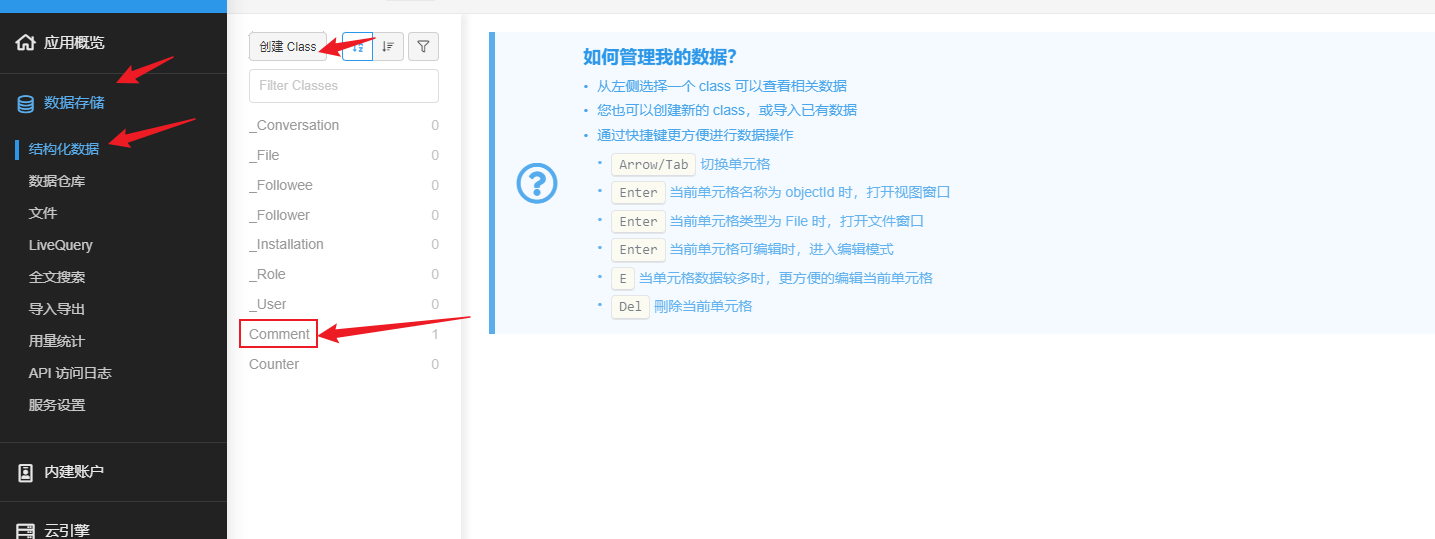 应用概览
数据存储
结构化数据
数据仓库
文件
LiveQuery
全文搜索
导入导出
用量统计
API 访问日志
服务设置
内建账户
云引擎
创建 Class
Filter Classes
_Conversation 0
_File 0
_Followee 0
_Follower 0
_Installation 0
_Role 0
_User 0
Comment 1
Counter 0
如何管理我的数据？
从左侧选择一个 class 可以查看相关数据
您也可以创建新的 class，或导入已有数据
通过快捷键更方便进行数据操作
Arrow/Tab 切换单元格
Enter 当前单元格名称为 objectId 时，打开视图窗口
Enter 当前单元格类型为 File 时，打开文件窗口
Enter 当前单元格可编辑时，进入编辑模式
E 当单元格数据较多时，更方便的编辑当前单元格
Del 刪除当前单元格